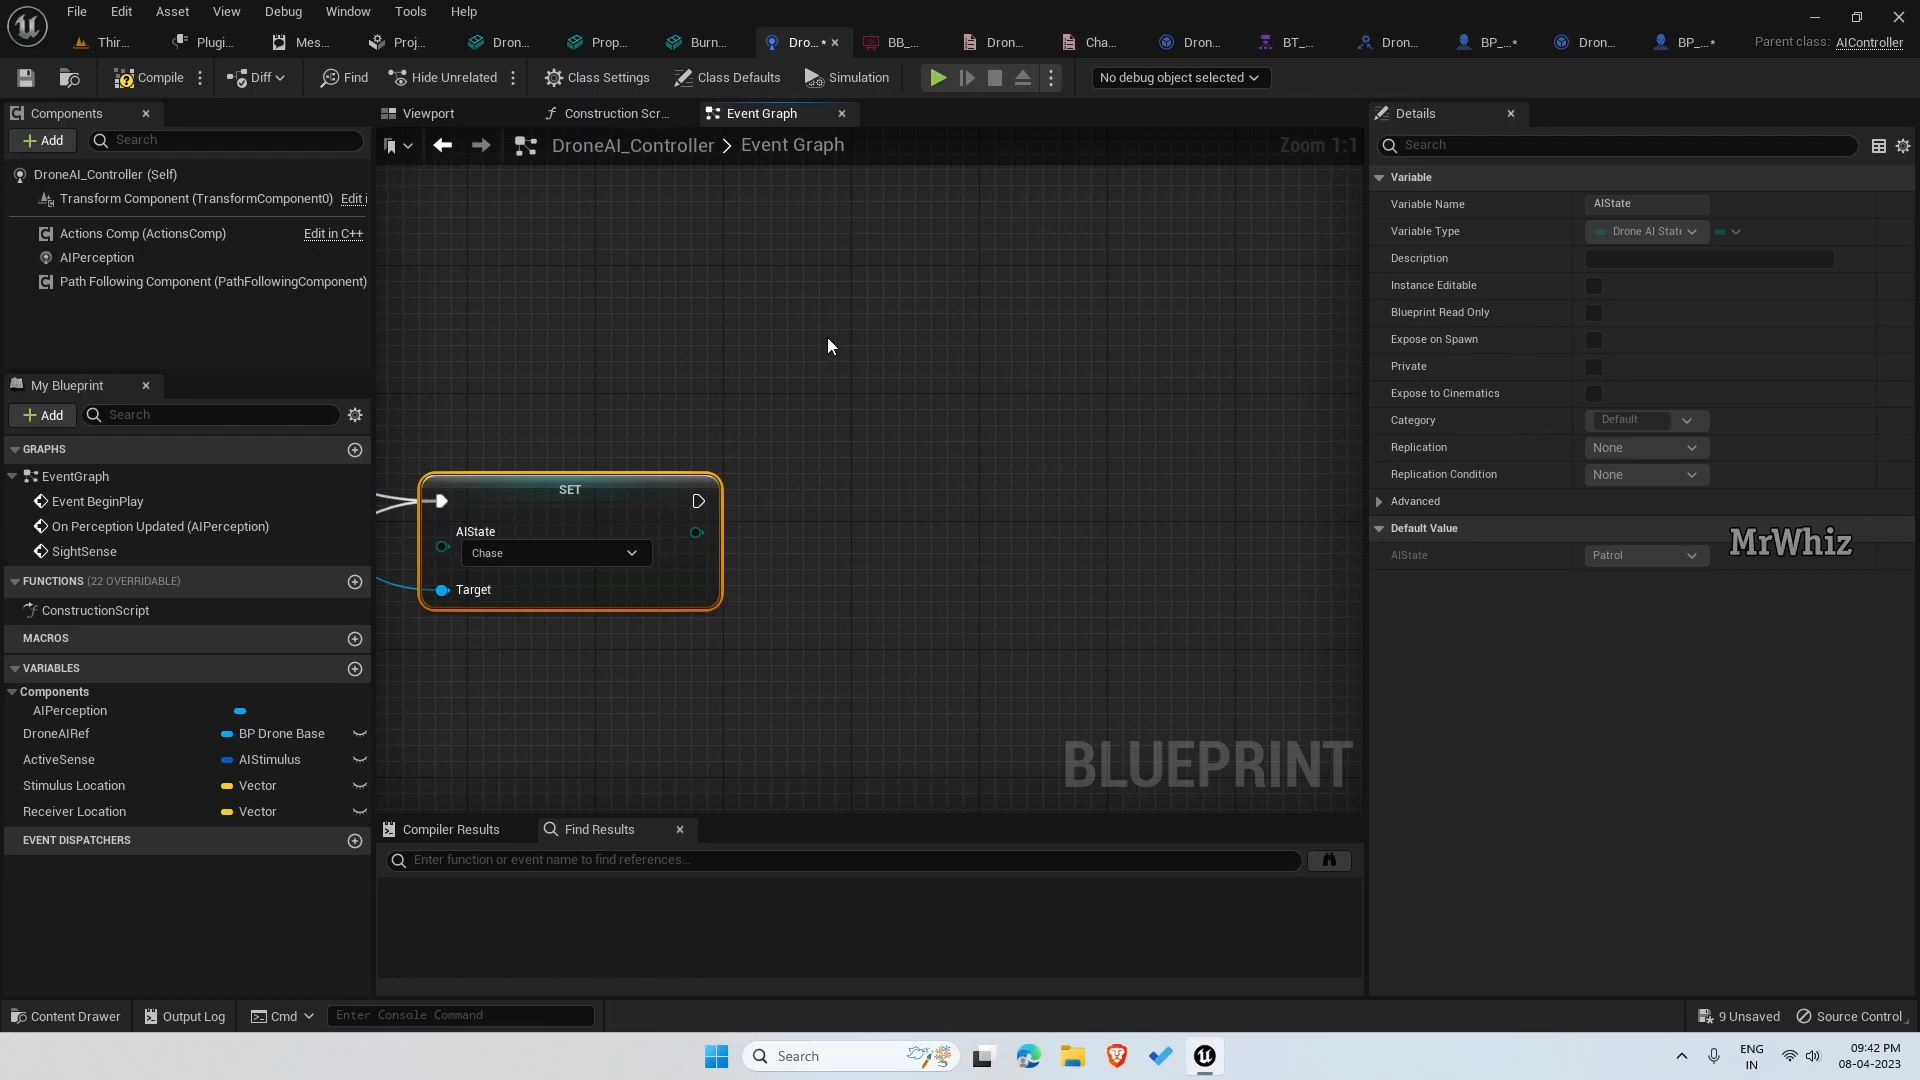 File Edit Asset View Debug Window Tools Help
Thir... Plugi... Mes... Proj... Dron... Prop... Burn... Dro... * BB_... Dron... Cha... Dron... BT_... Dron... BP_...* Dron... BP_...* Parent class: AIController
Compile Diff Find Hide Unrelated Class Settings Class Defaults Simulation No debug object selected
Components Viewport Construction Scr... Event Graph Details
Add Search DroneAI_Controller > Event Graph Zoom 1:1 Search
DroneAI_Controller (Self)
Transform Component (TransformComponent0) Edit i
Actions Comp (ActionsComp) Edit in C++
AIPerception
Path Following Component (PathFollowingComponent)
My Blueprint
Add Search
GRAPHS
EventGraph
Event BeginPlay
On Perception Updated (AIPerception)
SightSense
FUNCTIONS (22 OVERRIDABLE)
ConstructionScript
MACROS
VARIABLES
Components
AIPerception
DroneAIRef BP Drone Base
ActiveSense AIStimulus
Stimulus Location Vector
Receiver Location Vector
EVENT DISPATCHERS
SET
AIState
Chase
Target
BLUEPRINT
Compiler Results Find Results
Enter function or event name to find references...
Variable
Variable Name AIState
Variable Type Drone AI State
Description
Instance Editable
Blueprint Read Only
Expose on Spawn
Private
Expose to Cinematics
Category Default
Replication None
Replication Condition None
Advanced
Default Value
AIState Patrol
MrWhiz
Content Drawer Output Log Cmd Enter Console Command 9 Unsaved Source Control
Search ENG IN 09:42 PM 08-04-2023